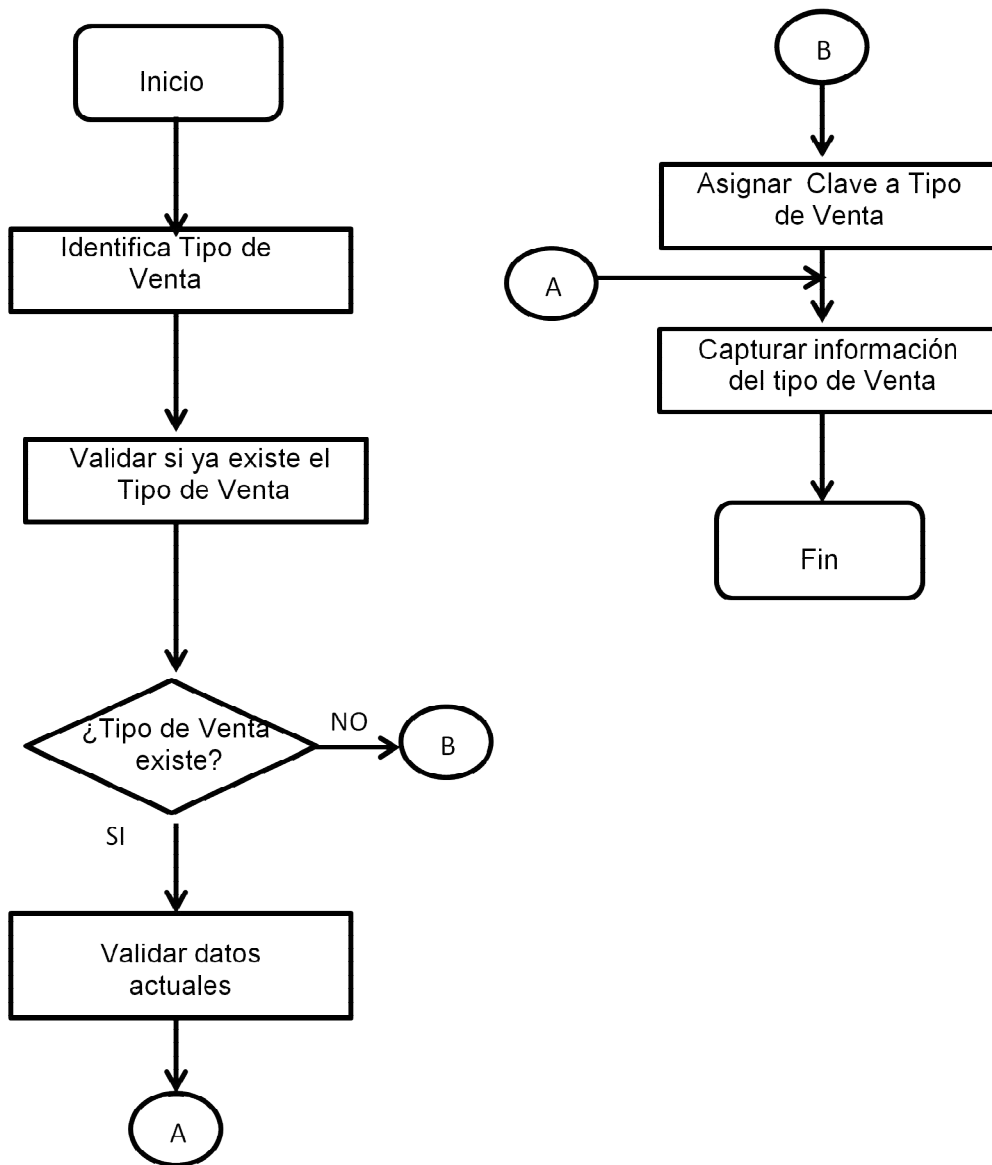 Inicio
Identifica Tipo de
Venta
Validar si ya existe el
Tipo de Venta
¿Tipo de Venta
existe?
NO
B
SI
Validar datos
actuales
A
B
Asignar Clave a Tipo
de Venta
A
Capturar información
del tipo de Venta
Fin